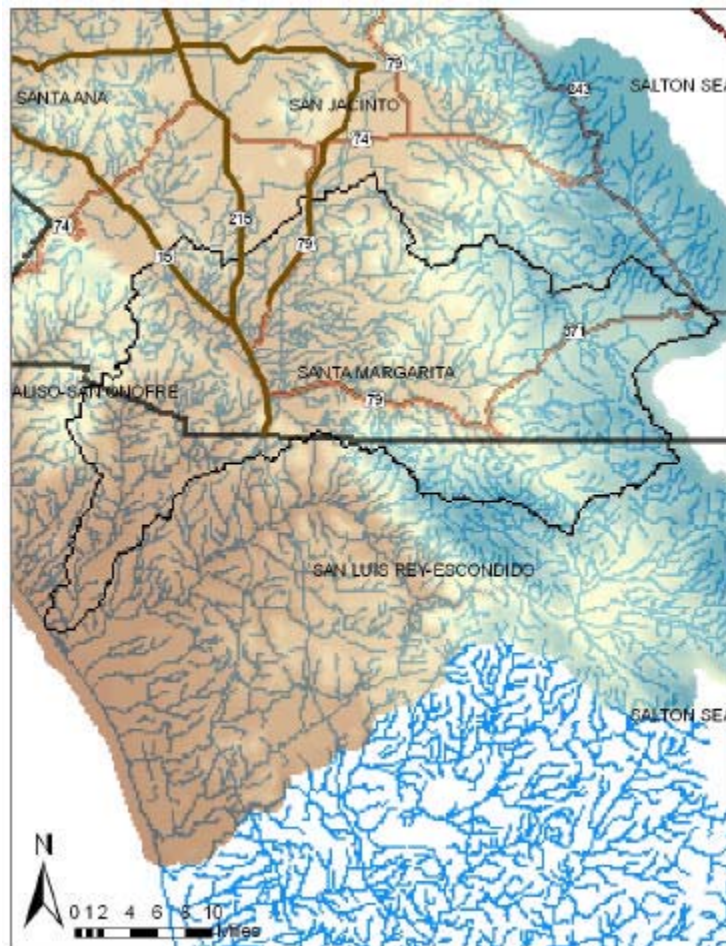 79
SALTON SEA
243
SANTA ANA
SAN JACINTO
74
215
74
79
15
371
SANTA MARGARITA
ALISO-SAN ONOFRE
79
SAN LUIS REY-ESCONDIDO
SALTON SEA
N
0 1 2 4 6 8 10
Miles